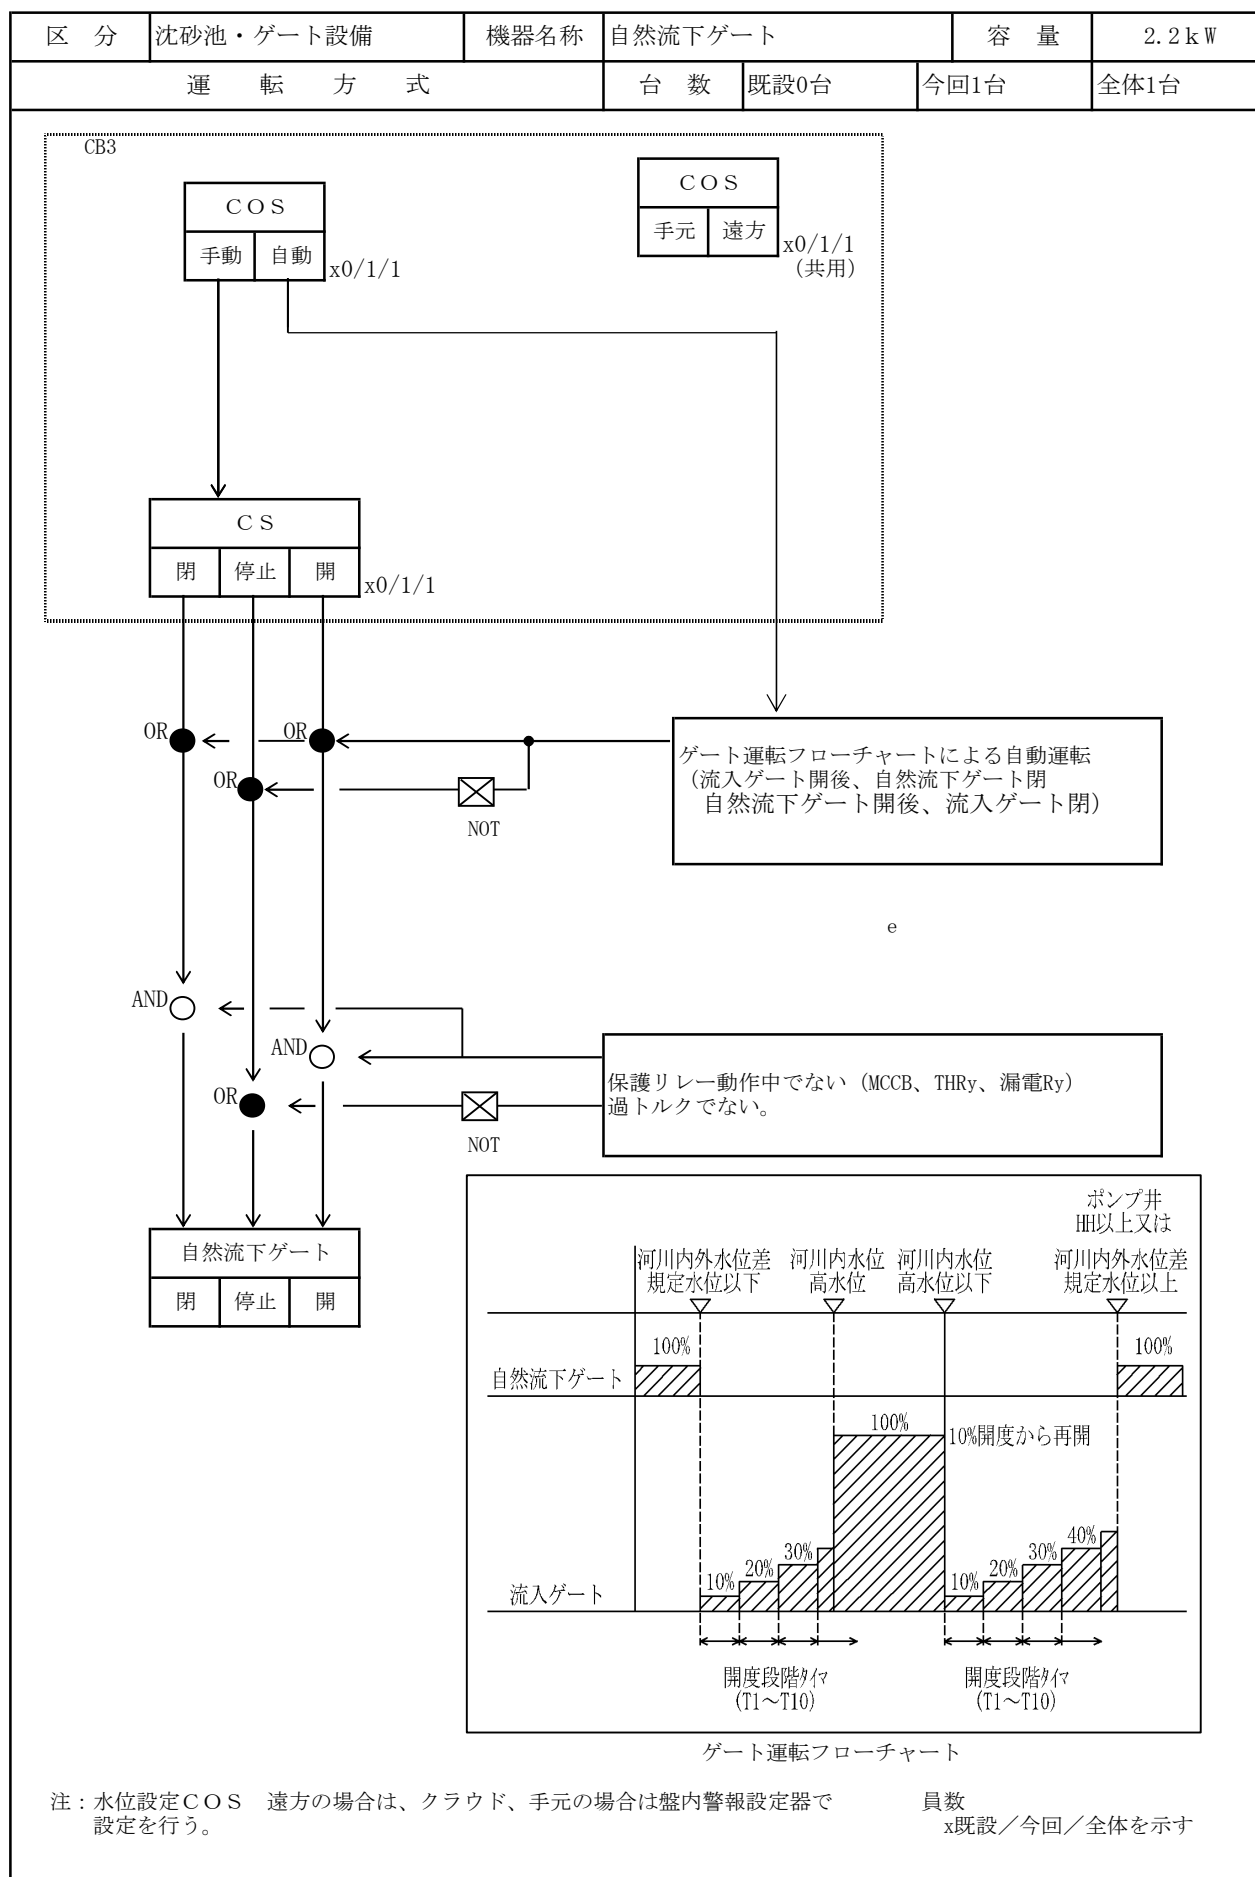 区　分　沈砂池・ゲート設備　機器名称　自然流下ゲート　容　量　2.2kW
運　転　方　式　台　数　既設0台　今回1台　全体1台
CB3
COS
手動　自動
x0/1/1
COS
手元　遠方
x0/1/1
（共用）
CS
閉　停止　開
x0/1/1
OR
OR
OR
NOT
ゲート運転フローチャートによる自動運転
（流入ゲート開後、自然流下ゲート閉
自然流下ゲート開後、流入ゲート閉）
e
AND
AND
OR
NOT
保護リレー動作中でない（MCCB、THRy、漏電Ry）
過トルクでない。
自然流下ゲート
閉　停止　開
ポンプ井
HH以上又は
河川内外水位差　河川内水位　河川内水位　河川内外水位差
規定水位以下　高水位　高水位以下　規定水位以上
100%　100%
自然流下ゲート
100%
10%開度から再開
10%　20%　30%　10%　20%　30%　40%
流入ゲート
開度段階タイマ　開度段階タイマ
(T1～T10)　(T1～T10)
ゲート運転フローチャート
注：水位設定COS　遠方の場合は、クラウド、手元の場合は盤内警報設定器で
設定を行う。
員数
x既設／今回／全体を示す